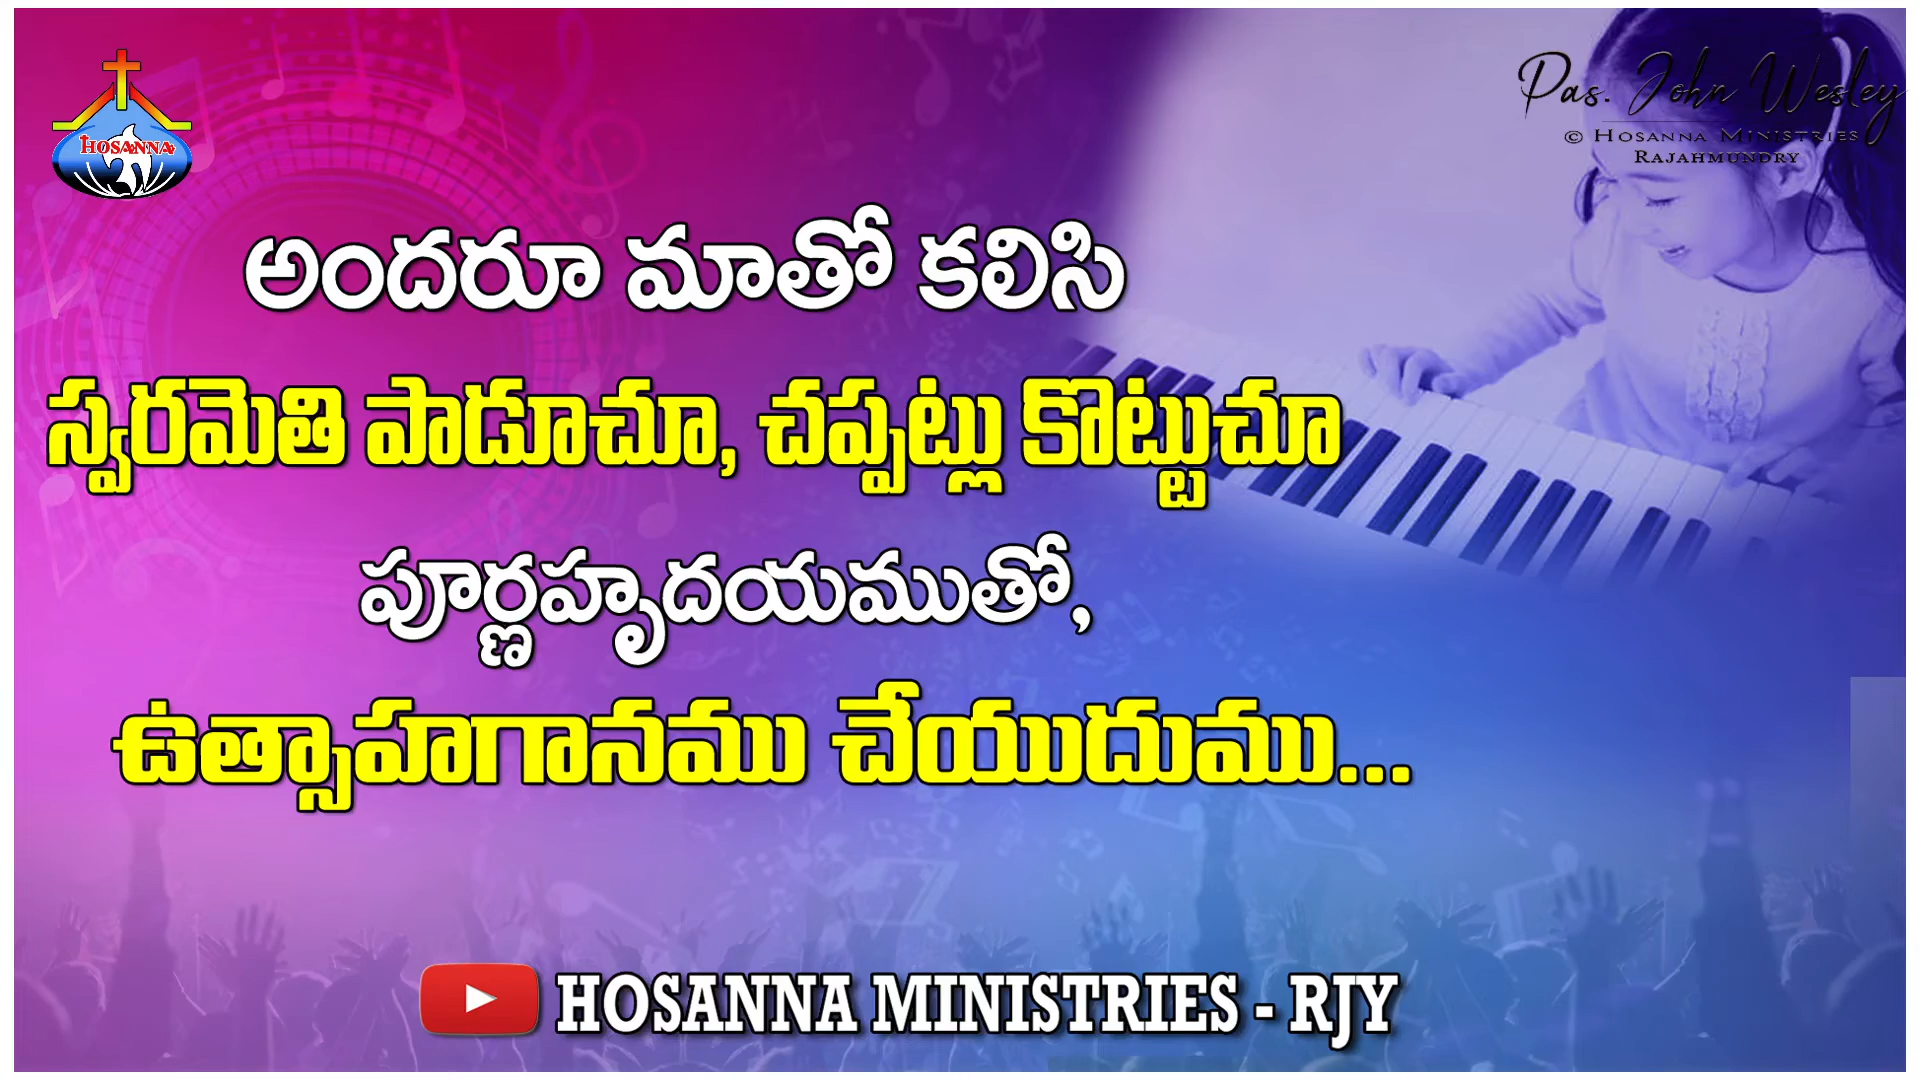 HOSANNA
Pas. John Wesley
© HOSANNA MINISTRIES
RAJAHMUNDRY
అందరూ మాతో కలిసి
స్వరమెతి పాడూచూ, చప్పట్లు కొట్టుచూ
పూర్ణహృదయముతో,
ఉత్సాహగానము చేయుదుము...
HOSANNA MINISTRIES - RJY